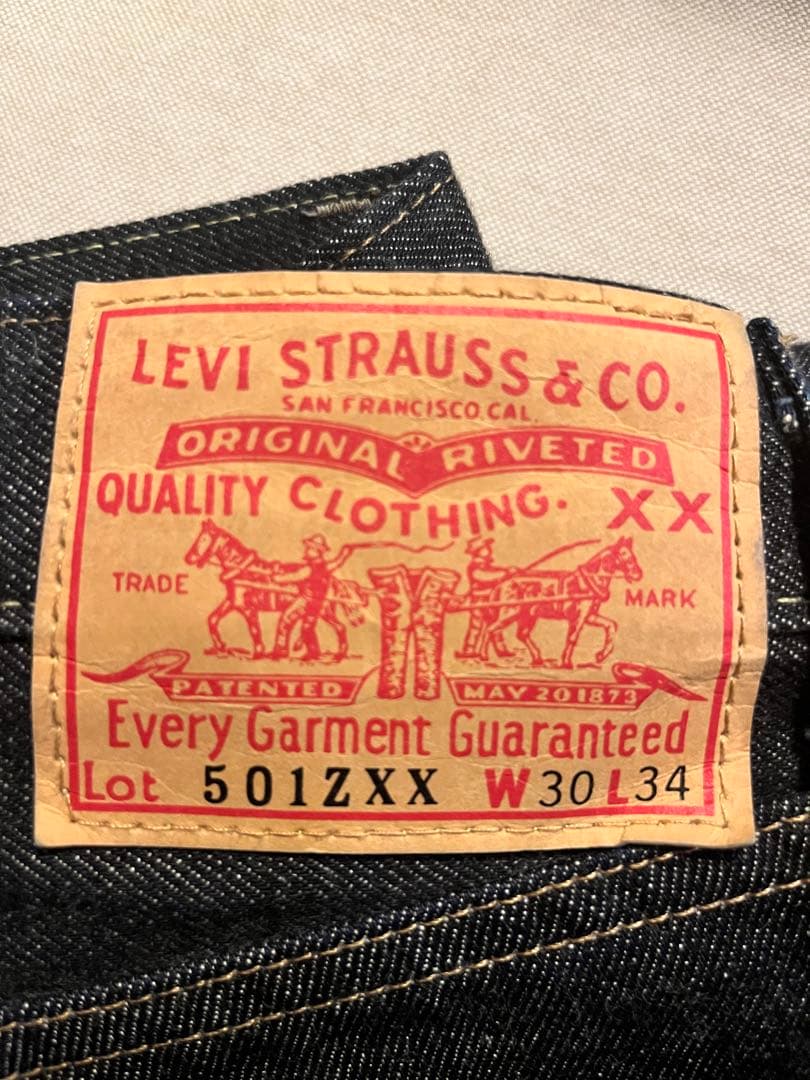 LEVI STRAUSS & CO.
SAN FRANCISCO CAL.
ORIGINAL RIVETED
QUALITY CLOTHING. XX
TRADE MARK
PATENTED MAY 20 1873
Every Garment Guaranteed
Lot 501ZXX W30 L34